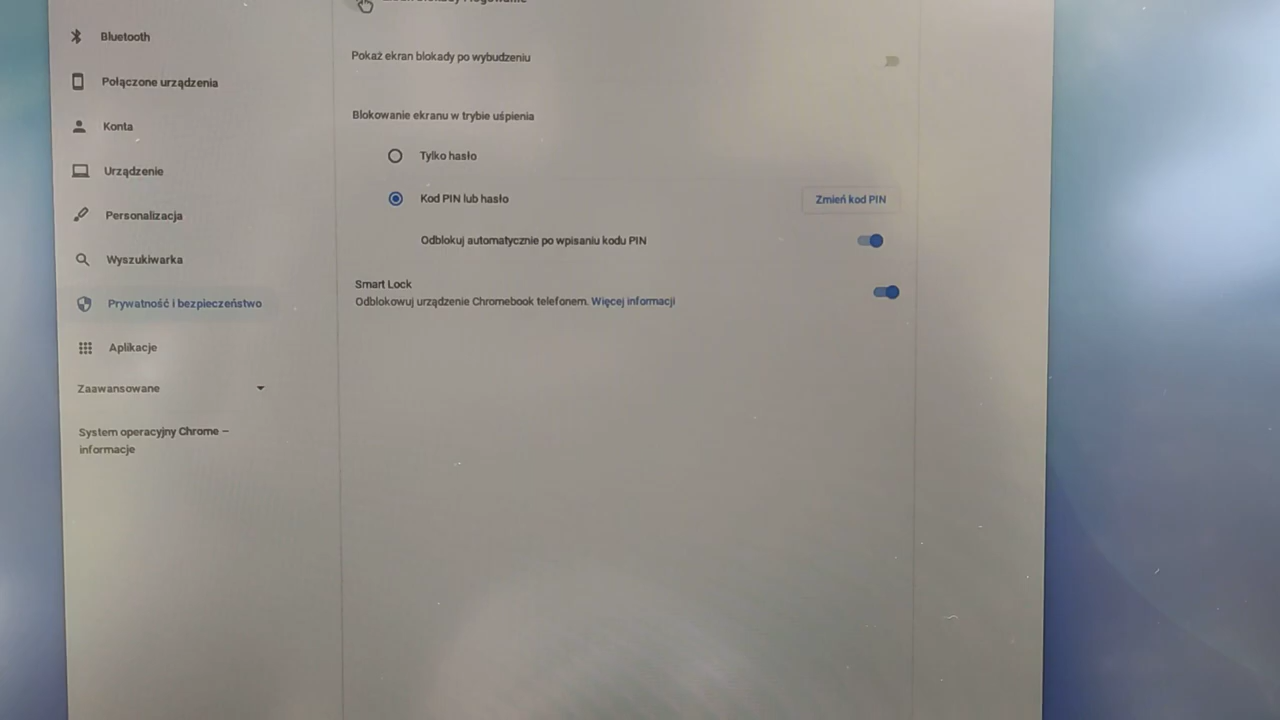 Bluetooth
Połączone urządzenia
Konta
Urządzenie
Personalizacja
Wyszukiwarka
Prywatność i bezpieczeństwo
Aplikacje
Zaawansowane
System operacyjny Chrome –
informacje
Pokaż ekran blokady po wybudzeniu
Blokowanie ekranu w trybie uśpienia
Tylko hasło
Kod PIN lub hasło
Zmień kod PIN
Odblokuj automatycznie po wpisaniu kodu PIN
Smart Lock
Odblokowuj urządzenie Chromebook telefonem. Więcej informacji